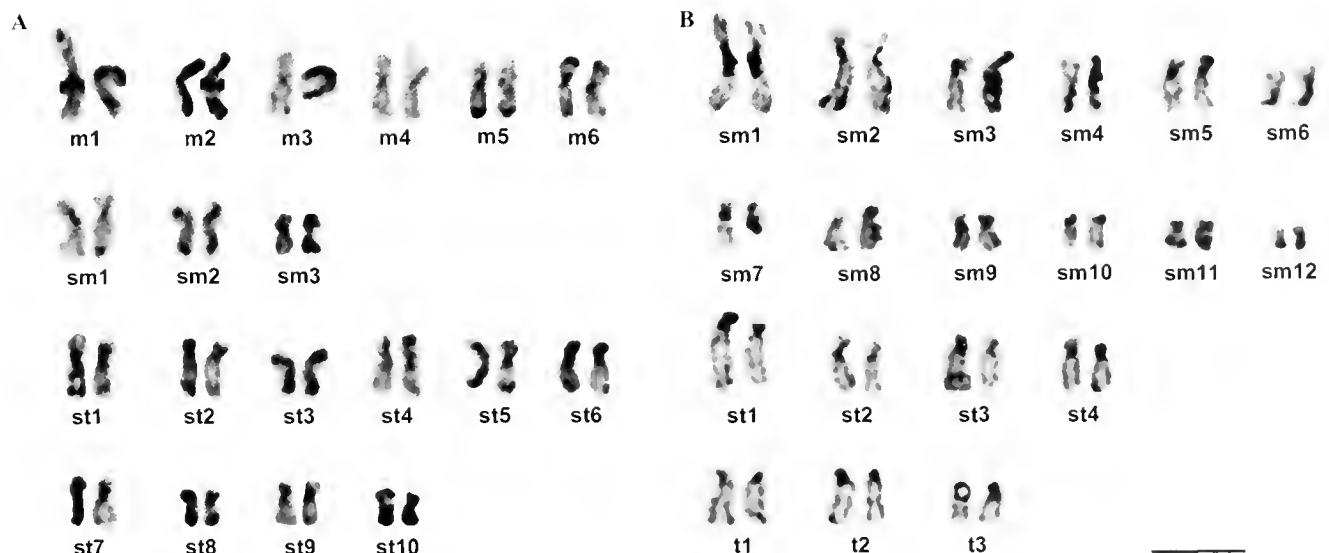 A
m1 m2 m3 m4 m5 m6
sm1 sm2 sm3
st1 st2 st3 st4 st5 st6
st7 st8 st9 st10
B
sm1 sm2 sm3 sm4 sm5 sm6
sm7 sm8 sm9 sm10 sm11 sm12
st1 st2 st3 st4
t1 t2 t3